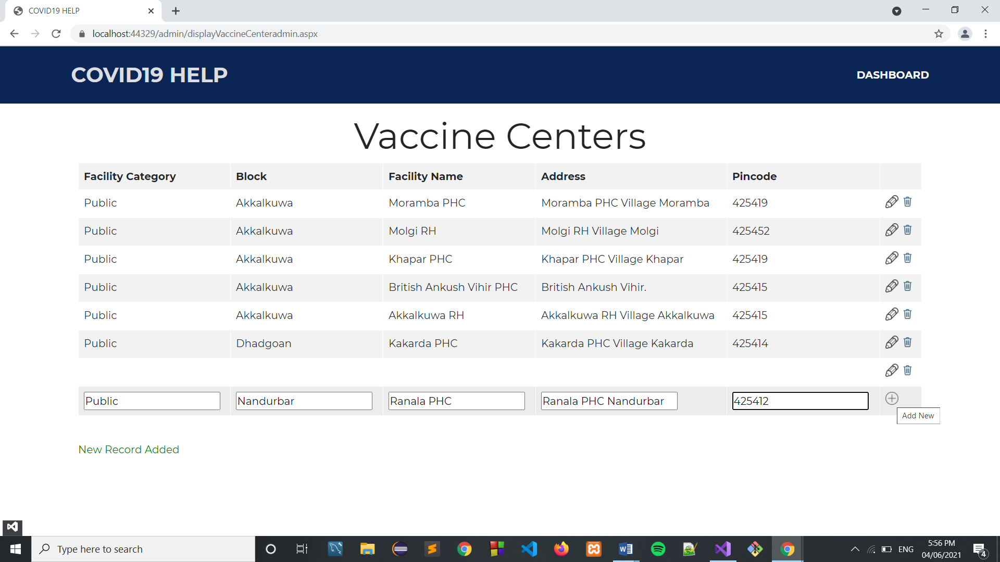 COVID19 HELP
localhost:44329/admin/displayVaccineCenteradmin.aspx
COVID19 HELP DASHBOARD
Vaccine Centers
Facility Category Block Facility Name Address Pincode
Public Akkalkuwa Moramba PHC Moramba PHC Village Moramba 425419
Public Akkalkuwa Molgi RH Molgi RH Village Molgi 425452
Public Akkalkuwa Khapar PHC Khapar PHC Village Khapar 425419
Public Akkalkuwa British Ankush Vihir PHC British Ankush Vihir. 425415
Public Akkalkuwa Akkalkuwa RH Akkalkuwa RH Village Akkalkuwa 425415
Public Dhadgoan Kakarda PHC Kakarda PHC Village Kakarda 425414
Public Nandurbar Ranala PHC Ranala PHC Nandurbar 425412
Add New
New Record Added
Type here to search
ENG
5:56 PM
04/06/2021
4